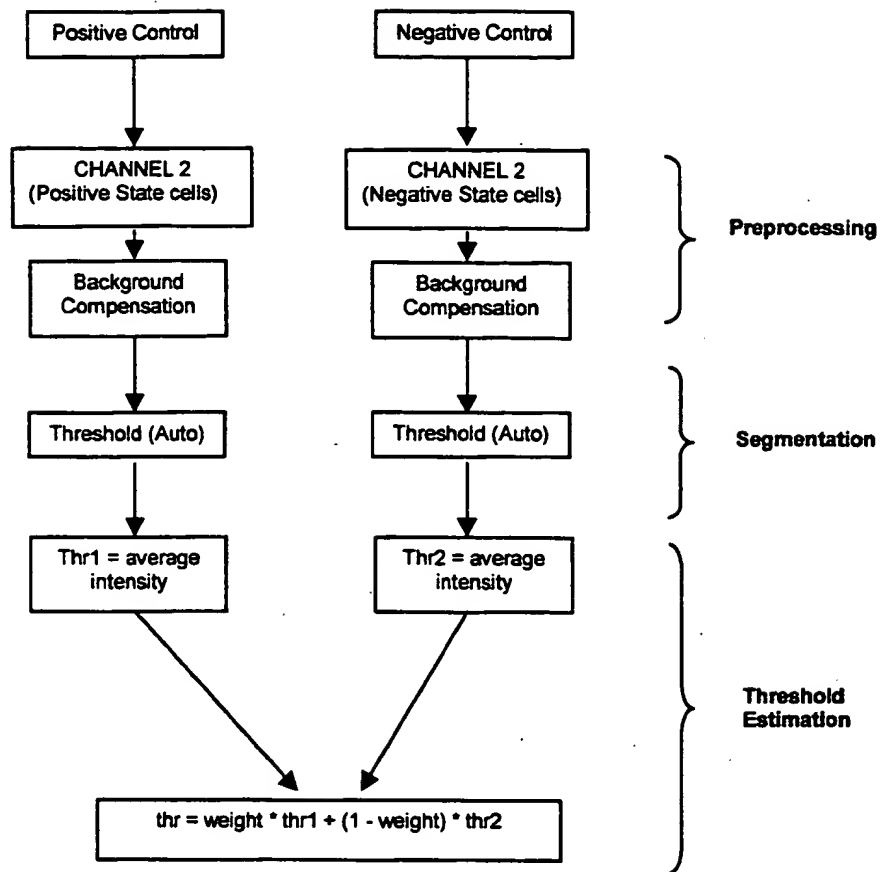 Positive Control
Negative Control
CHANNEL 2
(Positive State cells)
CHANNEL 2
(Negative State cells)
Preprocessing
Background
Compensation
Background
Compensation
Threshold (Auto)
Threshold (Auto)
Segmentation
Thr1 = average
intensity
Thr2 = average
intensity
Threshold
Estimation
thr = weight * thr1 + (1 - weight) * thr2